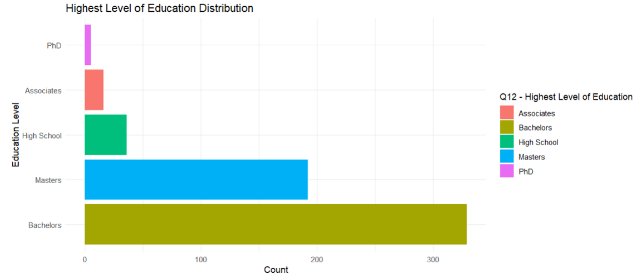 Highest Level of Education Distribution
PhD
Associates
High School
Masters
Bachelors
Education Level
0
100
200
300
Count
Q12 - Highest Level of Education
Associates
Bachelors
High School
Masters
PhD